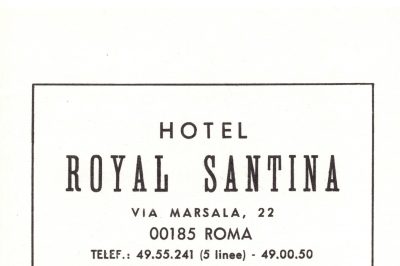 HOTEL
ROYAL SANTINA
VIA MARSALA, 22
00185 ROMA
TELEF.: 49.55.241 (5 linee) - 49.00.50